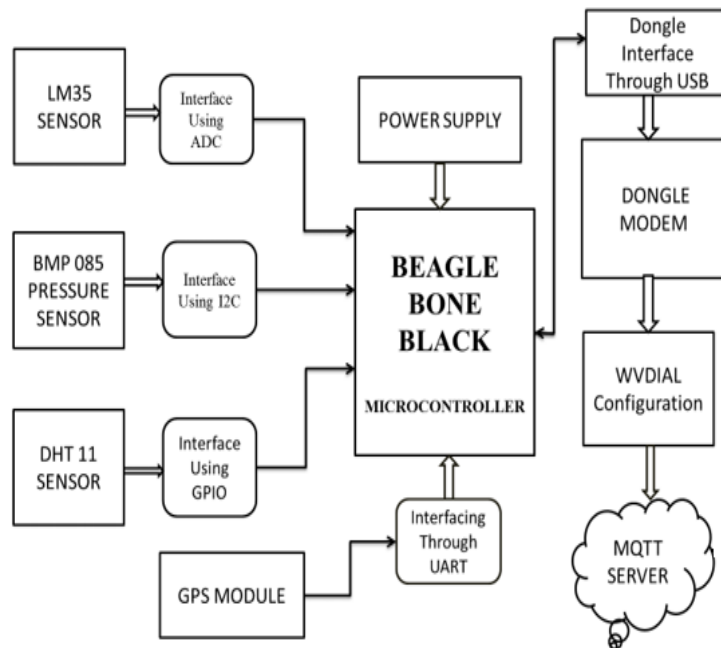 LM35
SENSOR
Interface
Using
ADC
POWER SUPPLY
Dongle
Interface
Through USB
DONGLE
MODEM
BMP 085
PRESSURE
SENSOR
Interface
Using I2C
BEAGLE
BONE
BLACK
MICROCONTROLLER
WVDIAL
Configuration
DHT 11
SENSOR
Interface
Using
GPIO
Interfacing
Through
UART
GPS MODULE
MQTT
SERVER